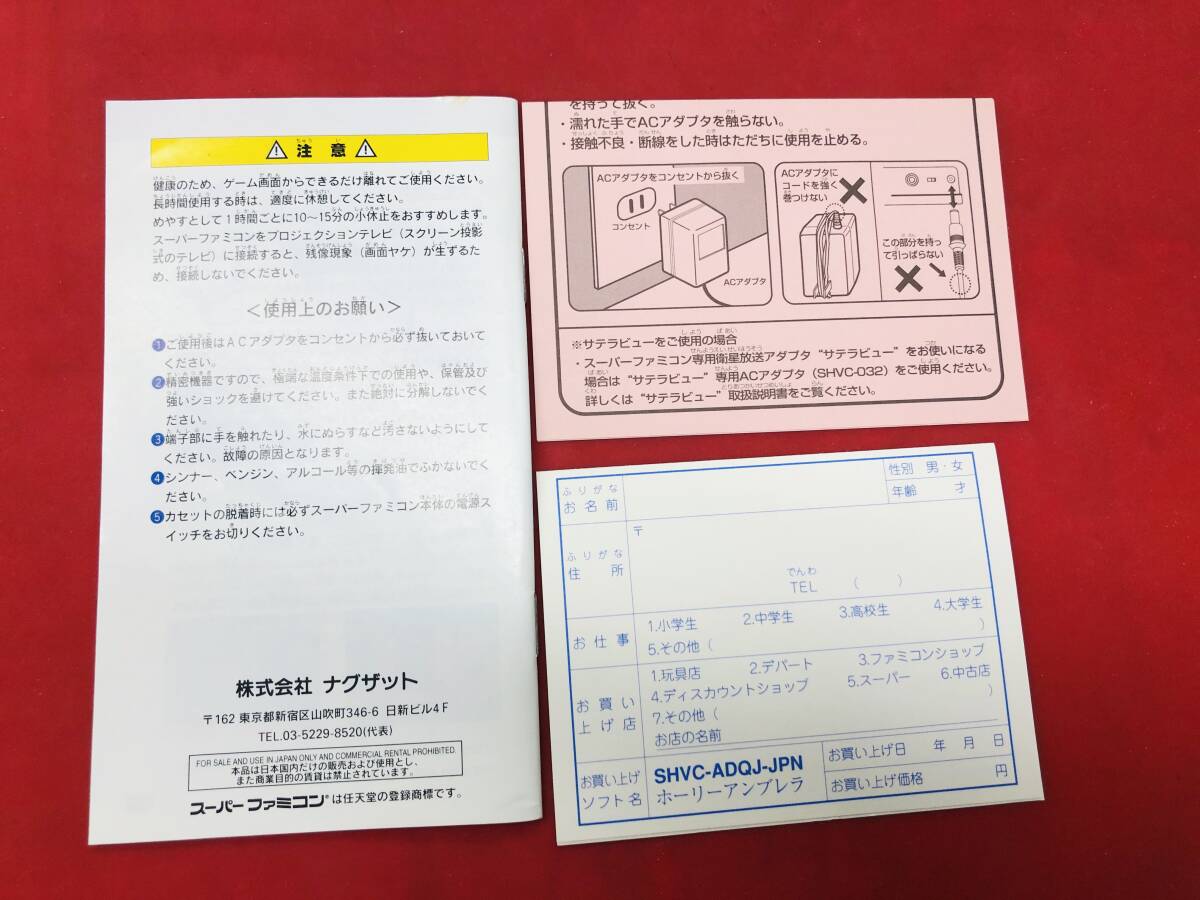 注意
健康のため、ゲーム画面からできるだけ離れてご使用ください。
長時間使用する時は、適度に休憩してください。
めやすとして1時間ごとに10〜15分の小休止をおすすめします。
スーパーファミコンをプロジェクションテレビ（スクリーン投影
式のテレビ）に接続すると、残像現象（画面ヤケ）が生ずるた
め、接続しないでください。
＜使用上のお願い＞
❶ご使用後はACアダプタをコンセントから必ず抜いておいて
ください。
❷精密機器ですので、極端な温度条件下での使用や、保管及び
強いショックを避けてください。また絶対に分解しないでく
ださい。
❸端子部に手を触れたり、水にぬらすなど汚さないようにして
ください。故障の原因となります。
❹シンナー、ベンジン、アルコール等の揮発油でふかないでく
ださい。
❺カセットの脱着時には必ずスーパーファミコン本体の電源ス
イッチをお切りください。
株式会社 ナグザット
〒162 東京都新宿区山吹町346-6 日新ビル4F
TEL.03-5229-8520(代表)
FOR SALE AND USE IN JAPAN ONLY AND COMMERCIAL RENTAL PROHIBITED.
本品は日本国内だけの販売および使用とし、
また商業目的の賃貸は禁止されています。
スーパーファミコンは任天堂の登録商標です。
を持って抜く。
・濡れた手でACアダプタを触らない。
・接触不良・断線をした時はただちに使用を止める。
ACアダプタをコンセントから抜く
コンセント
ACアダプタ
ACアダプタに
コードを強く
巻つけない
この部分を持っ
て引っぱらない
※サテラビューをご使用の場合
・スーパーファミコン専用衛星放送アダプタ“サテラビュー”をお使いになる
場合は“サテラビュー”専用ACアダプタ（SHVC-032）をご使用ください。
詳しくは“サテラビュー”取扱説明書をご覧ください。
ふりがな
お名前
性別 男・女
年齢 才
ふりがな
住所
〒
でんわ
TEL （ ）
お仕事
1.小学生 2.中学生 3.高校生 4.大学生
5.その他（ ）
お買い
上げ店
1.玩具店 2.デパート 3.ファミコンショップ
4.ディスカウントショップ 5.スーパー 6.中古店
7.その他（ ）
お店の名前
お買い上げ
ソフト名
SHVC-ADQJ-JPN
ホーリーアンブレラ
お買い上げ日 年 月 日
お買い上げ価格 円